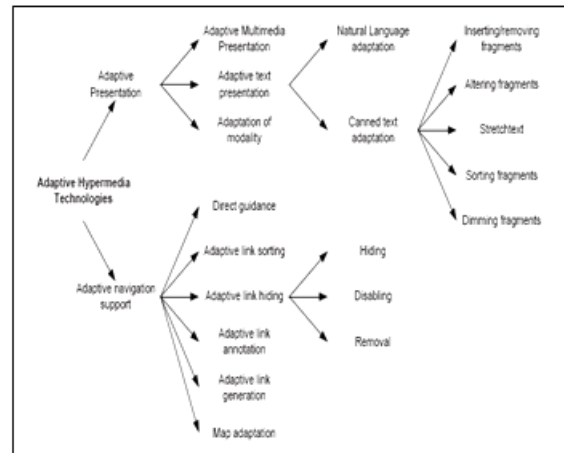 Adaptive Multimedia
Presentation
Natural Language
adaptation
Inserting/removing
fragments
Adaptive
Presentation
Adaptive text
presentation
Altering fragments
Adaptation of
modality
Canned text
adaptation
Stretchtext
Sorting fragments
Dimming fragments
Adaptive Hypermedia
Technologies
Direct guidance
Adaptive link sorting
Hiding
Adaptive navigation
support
Adaptive link hiding
Disabling
Adaptive link
annotation
Removal
Adaptive link
generation
Map adaptation